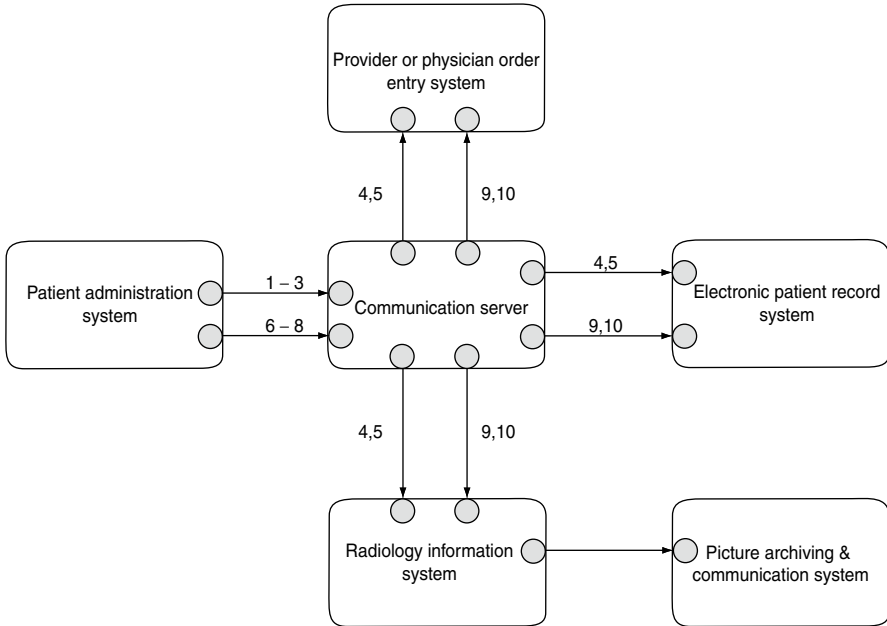 Provider or physician order
entry system
4,5
9,10
Patient administration
system
1 – 3
6 – 8
Communication server
4,5
9,10
Electronic patient record
system
4,5
9,10
Radiology information
system
Picture archiving &
communication system